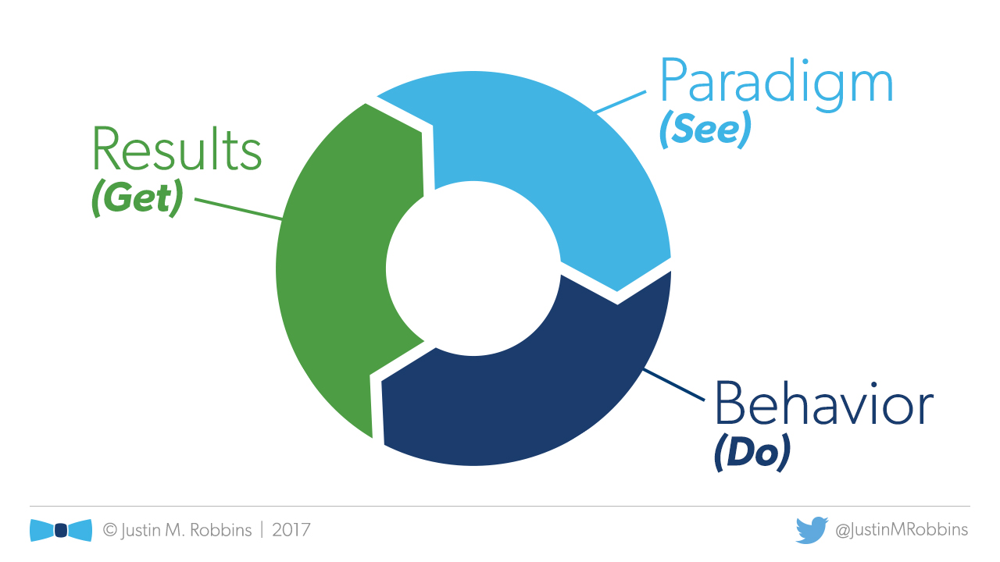 Paradigm
(See)
Results
(Get)
Behavior
(Do)
© Justin M. Robbins | 2017
@JustinMRobbins